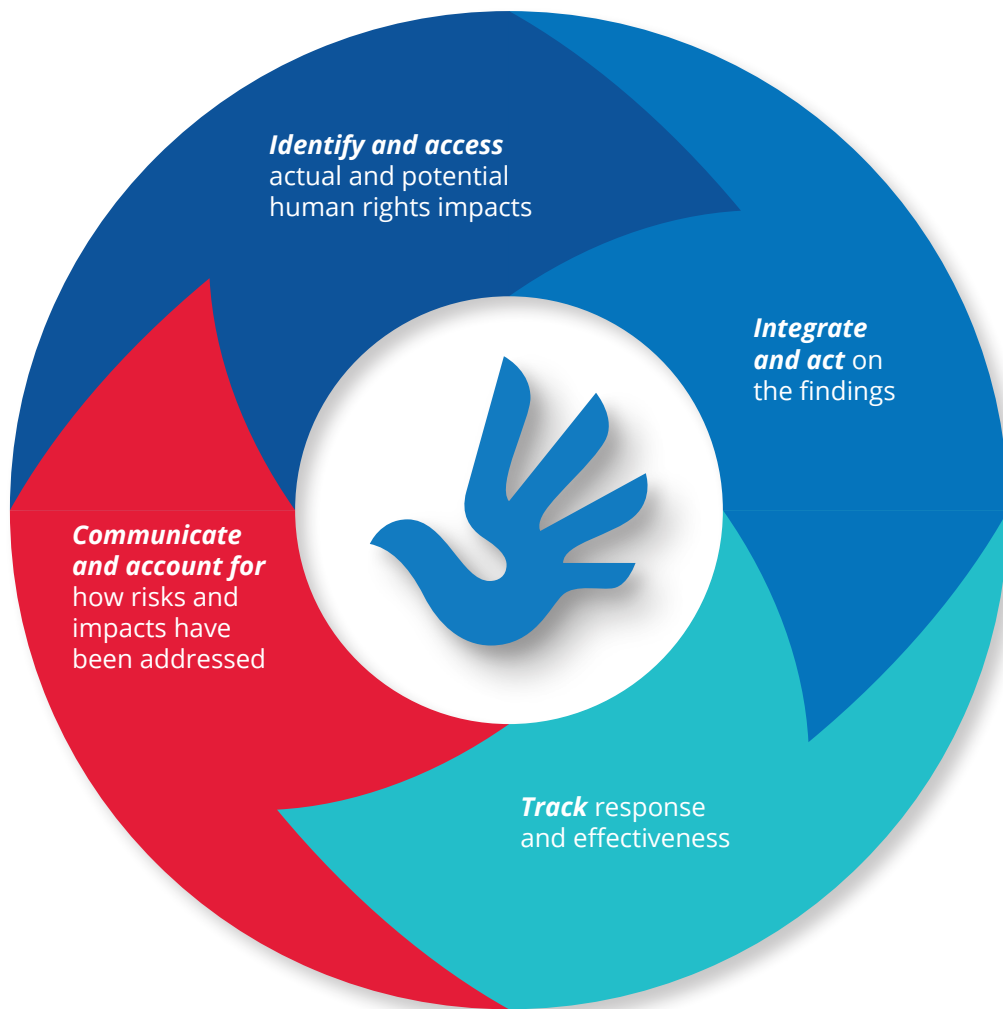 Identify and access
actual and potential
human rights impacts
Integrate
and act on
the findings
Track response
and effectiveness
Communicate
and account for
how risks and
impacts have
been addressed